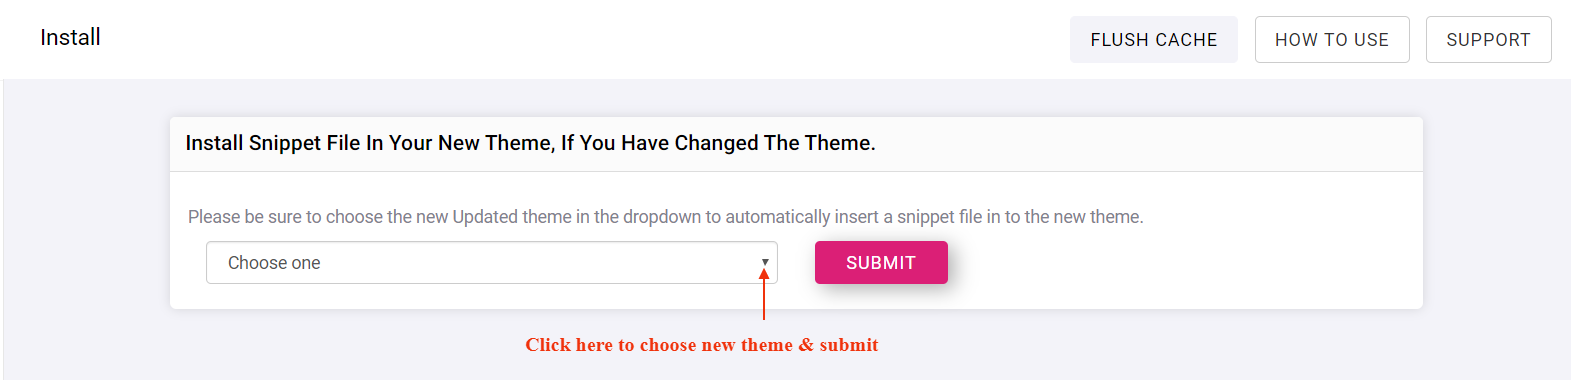 Install
FLUSH CACHE
HOW TO USE
SUPPORT
Install Snippet File In Your New Theme, If You Have Changed The Theme.
Please be sure to choose the new Updated theme in the dropdown to automatically insert a snippet file in to the new theme.
Choose one
SUBMIT
Click here to choose new theme & submit